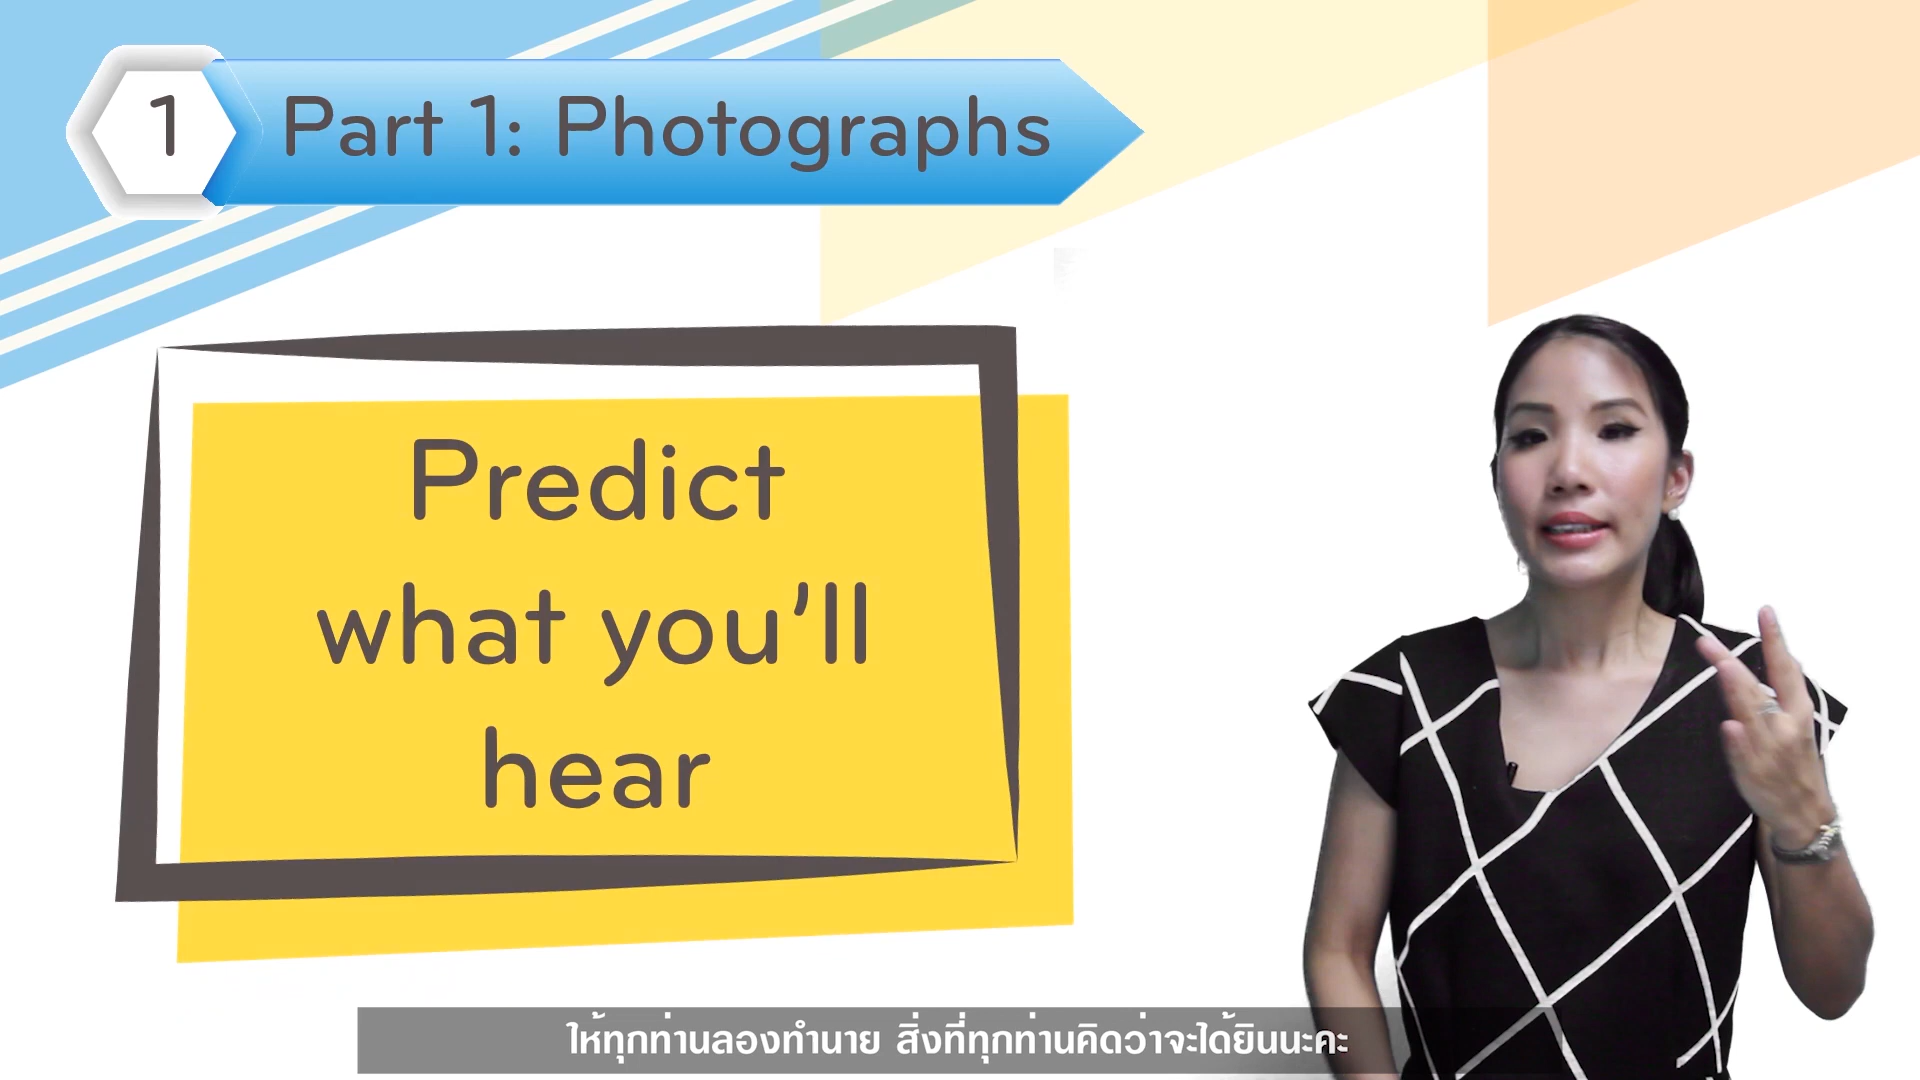 1
Part 1: Photographs
Predict
what you'll
hear
ให้ทุกท่านลองทำนาย สิ่งที่ทุกท่านคิดว่าจะได้ยินนะคะ